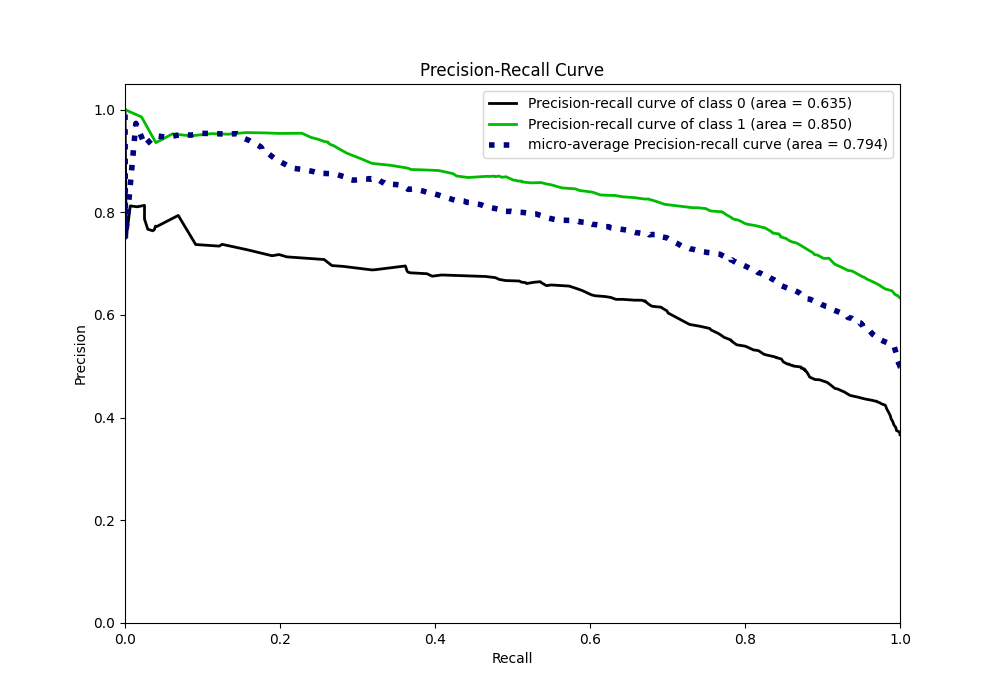 Precision-Recall Curve
Precision-recall curve of class 0 (area = 0.635)
Precision-recall curve of class 1 (area = 0.850)
micro-average Precision-recall curve (area = 0.794)
1.0
0.8
0.6
0.4
0.2
0.0
Precision
0.0 0.2 0.4 0.6 0.8 1.0
Recall